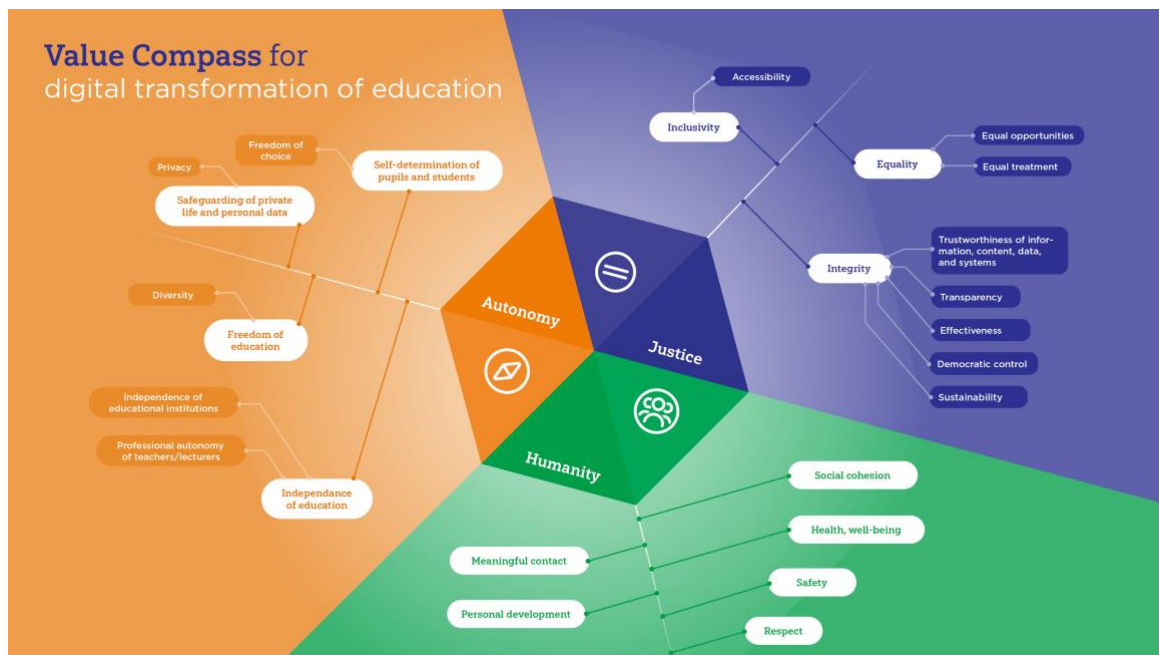 Value Compass for
digital transformation of education
Freedom of
choice
Privacy
Self-determination of
pupils and students
Safeguarding of private
life and personal data
Diversity
Freedom of
education
Independence of
educational institutions
Professional autonomy
of teachers/lecturers
Independance
of education
Autonomy
Justice
Humanity
Accessibility
Inclusivity
Equality
Equal opportunities
Equal treatment
Integrity
Trustworthiness of infor-
mation, content, data,
and systems
Transparency
Effectiveness
Democratic control
Sustainability
Social cohesion
Health, well-being
Meaningful contact
Safety
Personal development
Respect